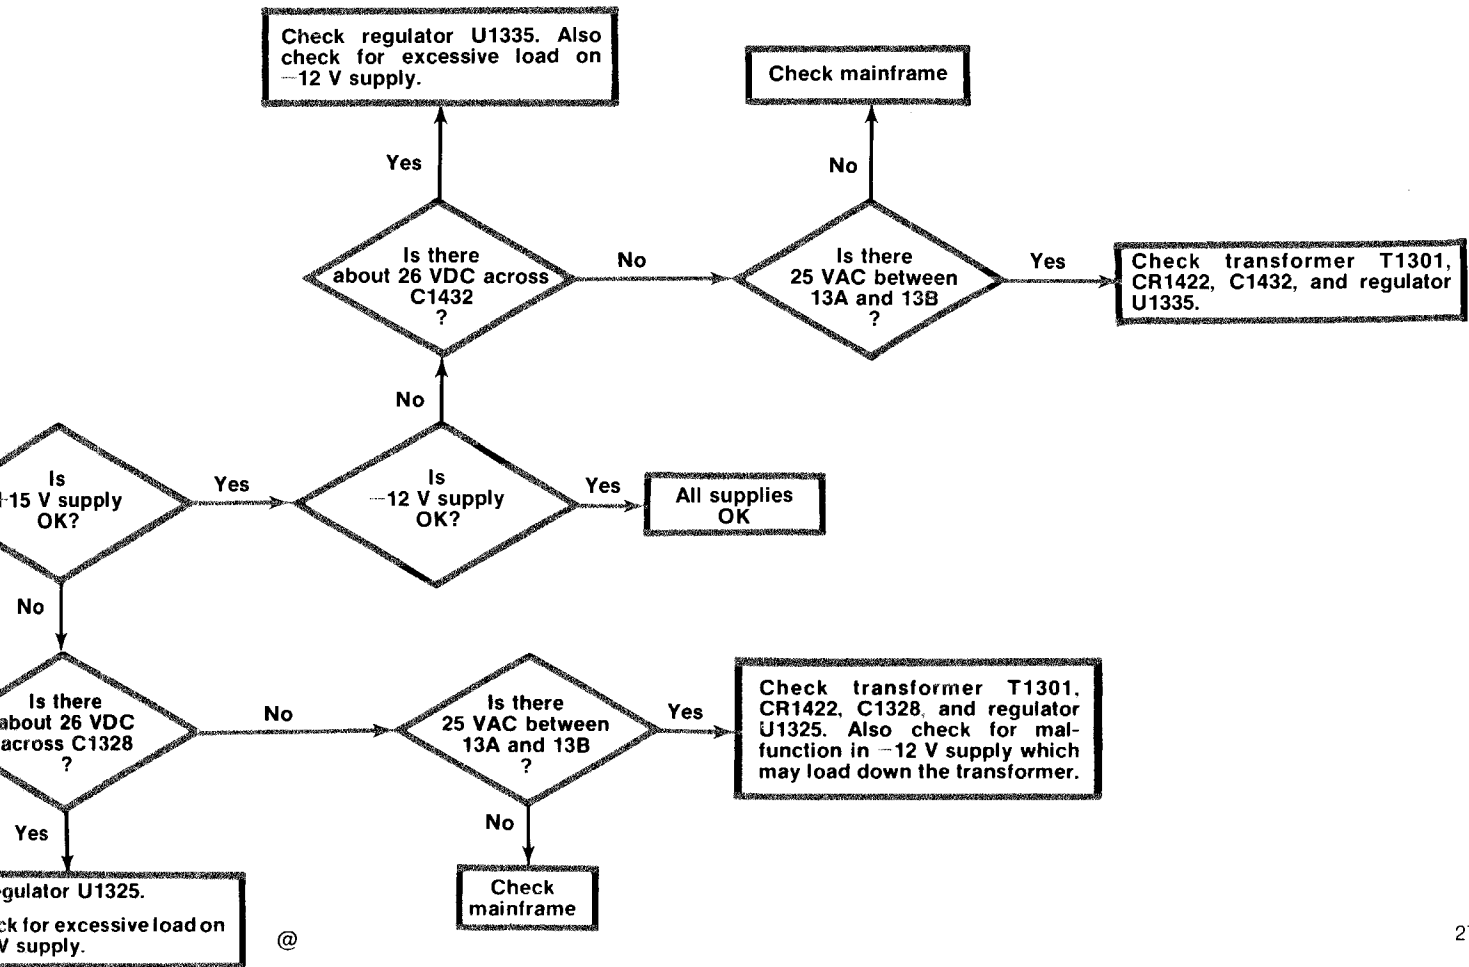 Check regulator U1335. Also
check for excessive load on
−12 V supply.
Check mainframe
Yes
No
Is there
about 26 VDC across
C1432
?
No
Is there
25 VAC between
13A and 13B
?
Yes
Check transformer T1301,
CR1422, C1432, and regulator
U1335.
No
Is
+15 V supply
OK?
Yes
Is
−12 V supply
OK?
Yes
All supplies
OK
No
Is there
about 26 VDC
across C1328
?
No
Is there
25 VAC between
13A and 13B
?
Yes
Check transformer T1301,
CR1422, C1328, and regulator
U1325. Also check for mal-
function in −12 V supply which
may load down the transformer.
Yes
No
U1325.
for excessive load on
V supply.
Check
mainframe
@